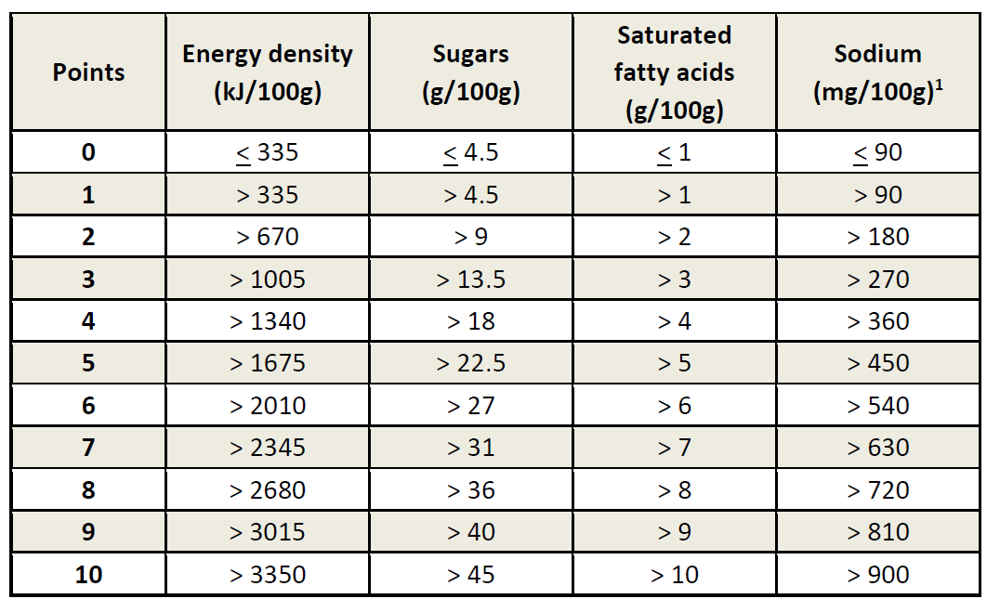 Points Energy density (kJ/100g) Sugars (g/100g) Saturated fatty acids (g/100g) Sodium (mg/100g)¹
0 ≤ 335 ≤ 4.5 ≤ 1 ≤ 90
1 > 335 > 4.5 > 1 > 90
2 > 670 > 9 > 2 > 180
3 > 1005 > 13.5 > 3 > 270
4 > 1340 > 18 > 4 > 360
5 > 1675 > 22.5 > 5 > 450
6 > 2010 > 27 > 6 > 540
7 > 2345 > 31 > 7 > 630
8 > 2680 > 36 > 8 > 720
9 > 3015 > 40 > 9 > 810
10 > 3350 > 45 > 10 > 900